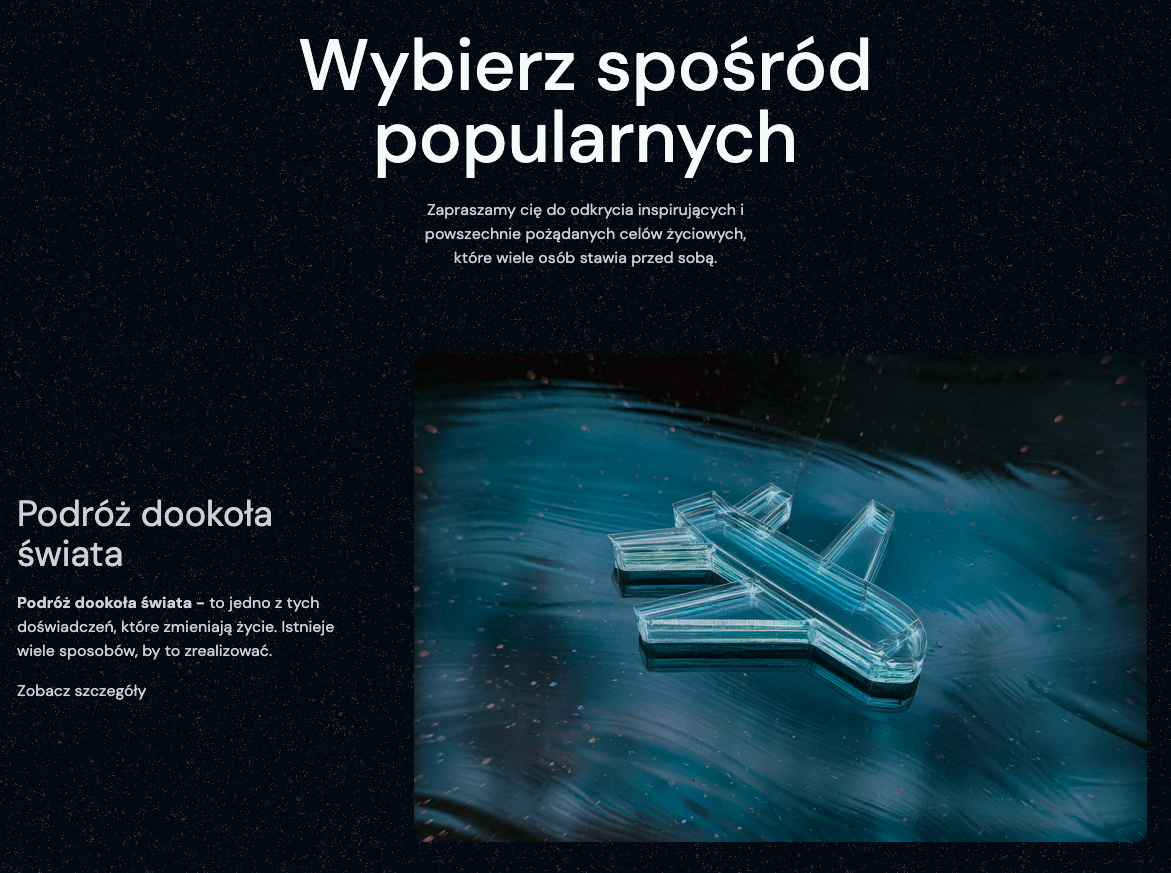 Wybierz spośród
popularnych
Zapraszamy cię do odkrycia inspirujących i
powszechnie pożądanych celów życiowych,
które wiele osób stawia przed sobą.
Podróż dookoła
świata
Podróż dookoła świata – to jedno z tych
doświadczeń, które zmieniają życie. Istnieje
wiele sposobów, by to zrealizować.
Zobacz szczegóły